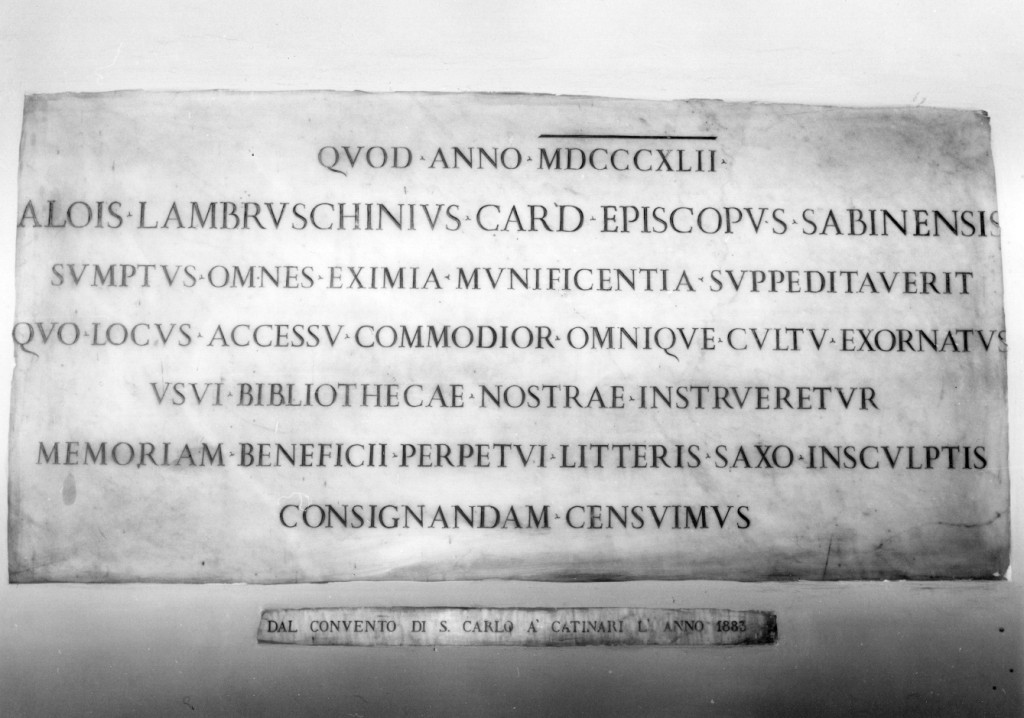 QVOD·ANNO·MDCCCXLII·
ALOIS·LAMBRVSCHINIVS·CARD·EPISCOPVS·SABINENSIS
SVMPTVS·OMNES·EXIMIA·MVNIFICENTIA·SVPPEDITAVERIT
QVO·LOCVS·ACCESSV·COMMODIOR·OMNIQVE·CVLTV·EXORNATVS
VSVI·BIBLIOTHECAE·NOSTRAE·INSTRVERETVR
MEMORIAM·BENEFICII·PERPETVI·LITTERIS·SAXO·INSCVLPTIS
CONSIGNANDAM·CENSVIMVS
DAL CONVENTO DI S. CARLO A' CATINARI L' ANNO 1883